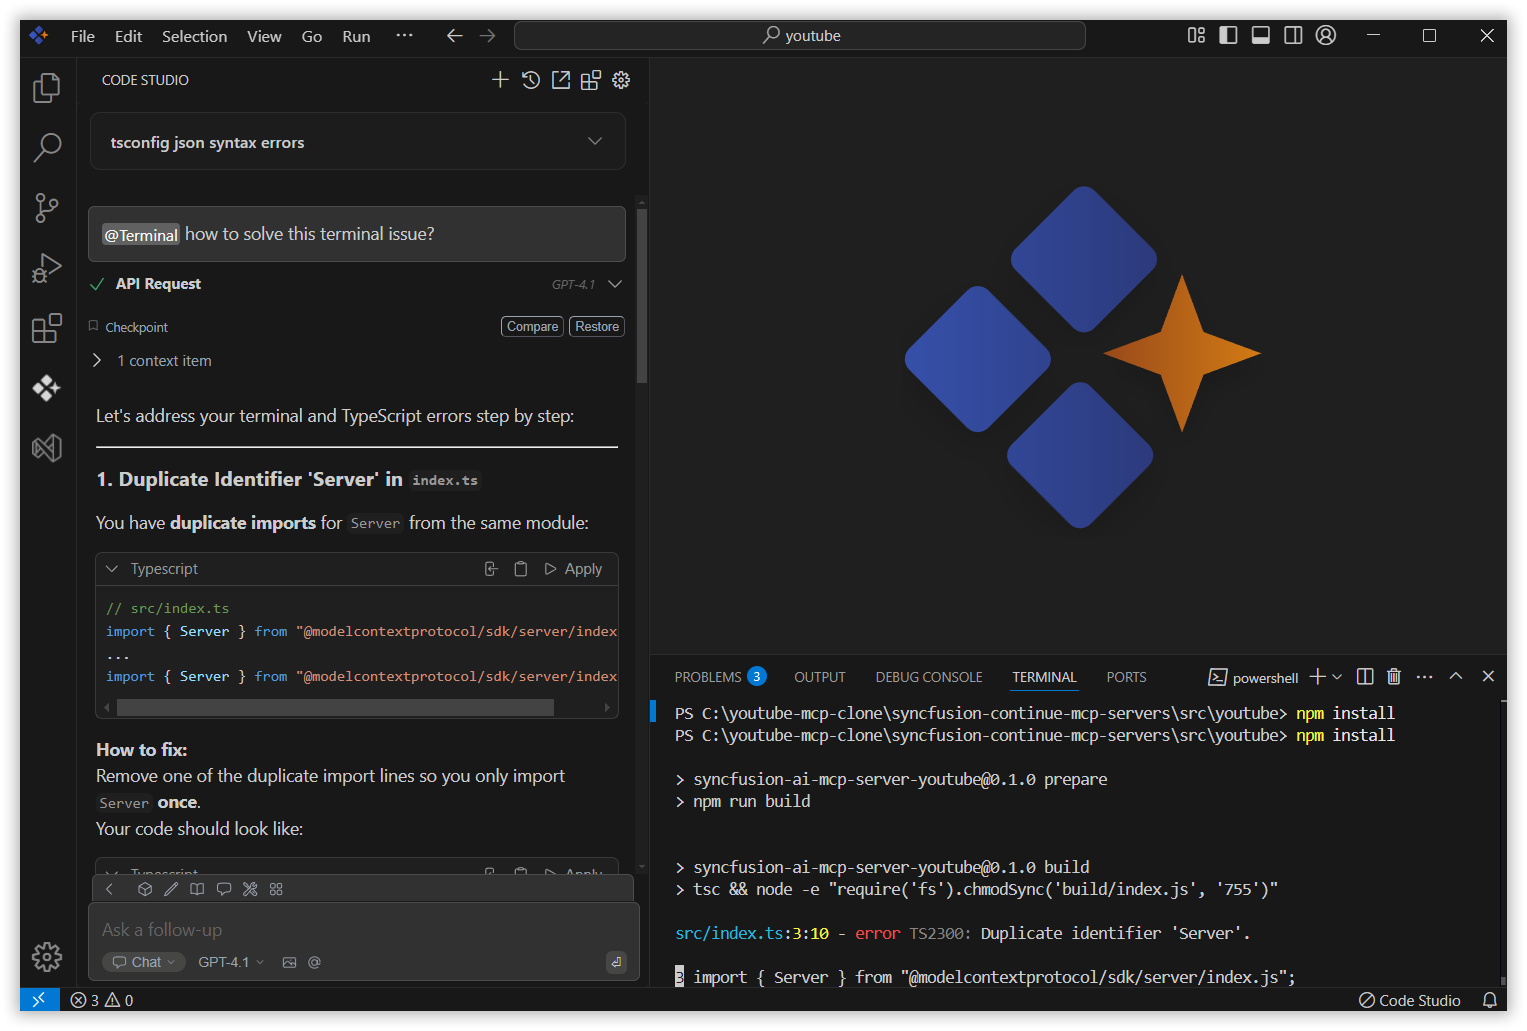 File Edit Selection View Go Run ··· youtube
CODE STUDIO
tsconfig json syntax errors
@Terminal how to solve this terminal issue?
API Request GPT-4.1
Checkpoint Compare Restore
1 context item
Let's address your terminal and TypeScript errors step by step:
1. Duplicate Identifier 'Server' in index.ts
You have duplicate imports for Server from the same module:
Typescript Apply
// src/index.ts
import { Server } from "@modelcontextprotocol/sdk/server/index
...
import { Server } from "@modelcontextprotocol/sdk/server/index
How to fix:
Remove one of the duplicate import lines so you only import
Server once.
Your code should look like:
Typescript Apply
Ask a follow-up
Chat GPT-4.1 @
PROBLEMS 3 OUTPUT DEBUG CONSOLE TERMINAL PORTS powershell
PS C:\youtube-mcp-clone\syncfusion-continue-mcp-servers\src\youtube> npm install
PS C:\youtube-mcp-clone\syncfusion-continue-mcp-servers\src\youtube> npm install
> syncfusion-ai-mcp-server-youtube@0.1.0 prepare
> npm run build
> syncfusion-ai-mcp-server-youtube@0.1.0 build
> tsc && node -e "require('fs').chmodSync('build/index.js', '755')"
src/index.ts:3:10 - error TS2300: Duplicate identifier 'Server'.
3 import { Server } from "@modelcontextprotocol/sdk/server/index.js";
3 0 Code Studio